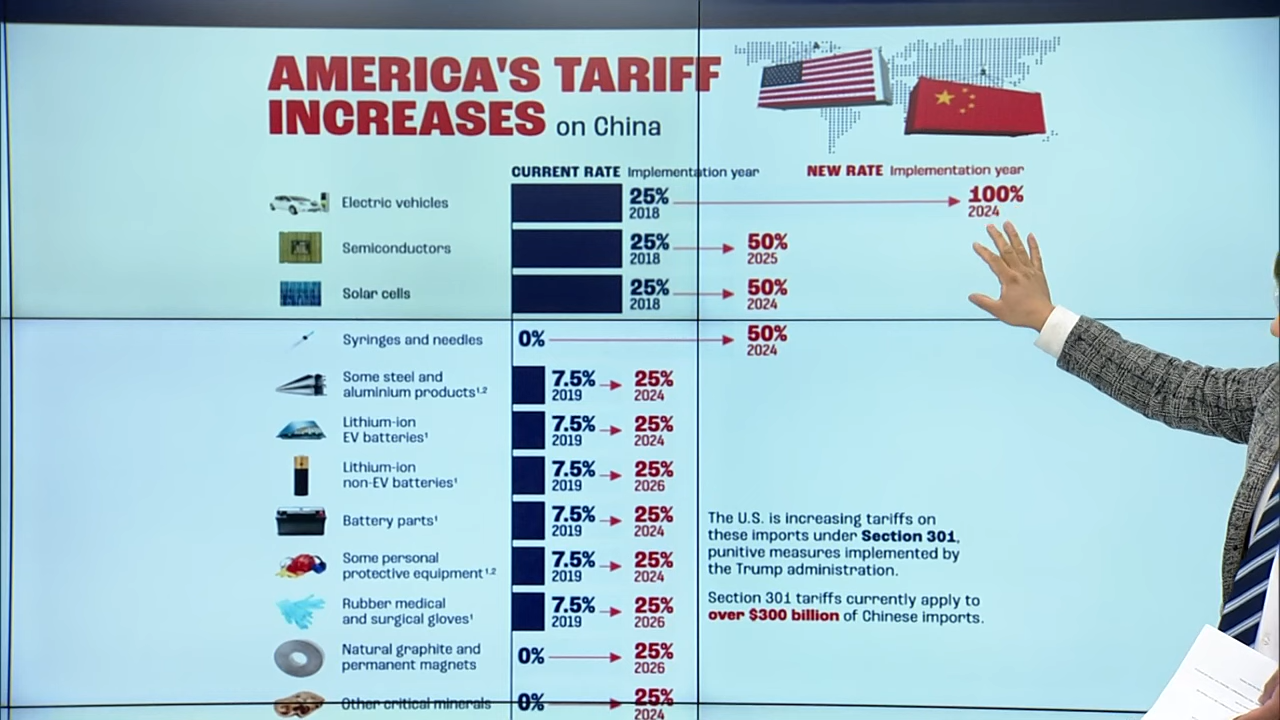 AMERICA'S TARIFF
INCREASES on China
CURRENT RATE Implementation year
NEW RATE Implementation year
Electric vehicles 25% 2018 100% 2024
Semiconductors 25% 2018 50% 2025
Solar cells 25% 2018 50% 2024
Syringes and needles 0% 50% 2024
Some steel and
aluminium products¹,² 7.5% 2019 25% 2024
Lithium-ion
EV batteries¹ 7.5% 2019 25% 2024
Lithium-ion
non-EV batteries¹ 7.5% 2019 25% 2026
Battery parts¹ 7.5% 2019 25% 2024
Some personal
protective equipment¹,² 7.5% 2019 25% 2024
Rubber medical
and surgical gloves¹ 7.5% 2019 25% 2026
Natural graphite and
permanent magnets 0% 25% 2026
Other critical minerals 0% 25% 2024
The U.S. is increasing tariffs on
these imports under Section 301,
punitive measures implemented by
the Trump administration.
Section 301 tariffs currently apply to
over $300 billion of Chinese imports.